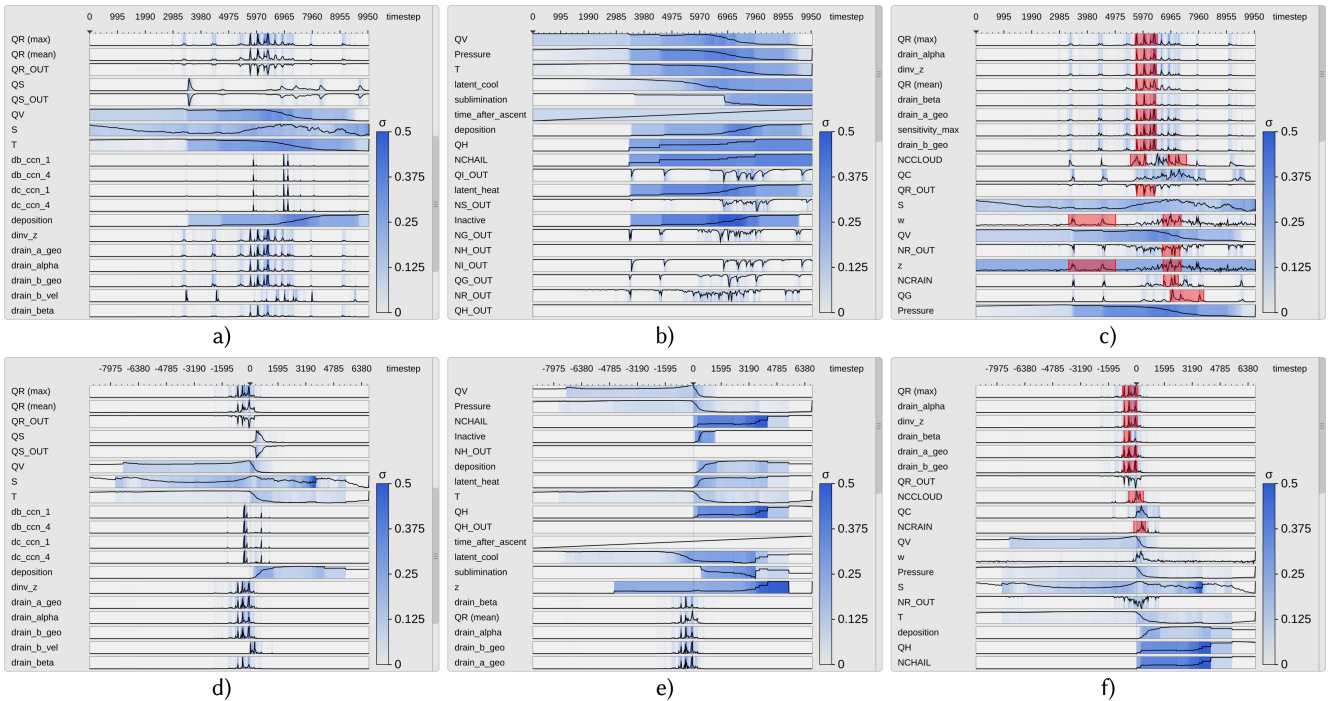 0 995 1990 2985 3980 4975 5970 6965 7960 8955 9950 timestep
QR (max)
QR (mean)
QR_OUT
QS
QS_OUT
QV
S
T
db_ccn_1
db_ccn_4
dc_ccn_1
dc_ccn_4
deposition
dinv_z
drain_a_geo
drain_alpha
drain_b_geo
drain_b_vel
drain_beta
σ
0.5
0.375
0.25
0.125
0
a)
0 995 1990 2985 3980 4975 5970 6965 7960 8955 9950 timestep
QV
Pressure
T
latent_cool
sublimination
time_after_ascent
deposition
QH
NCHAIL
QI_OUT
latent_heat
NS_OUT
Inactive
NG_OUT
NH_OUT
NI_OUT
QG_OUT
NR_OUT
QH_OUT
σ
0.5
0.375
0.25
0.125
0
b)
0 995 1990 2985 3980 4975 5970 6965 7960 8955 9950 timestep
QR (max)
drain_alpha
dinv_z
QR (mean)
drain_beta
drain_a_geo
sensitivity_max
drain_b_geo
NCCLOUD
QC
QR_OUT
S
w
QV
NR_OUT
z
NCRAIN
QG
Pressure
σ
0.5
0.375
0.25
0.125
0
c)
-7975 -6380 -4785 -3190 -1595 0 1595 3190 4785 6380 timestep
QR (max)
QR (mean)
QR_OUT
QS
QS_OUT
QV
S
T
db_ccn_1
db_ccn_4
dc_ccn_1
dc_ccn_4
deposition
dinv_z
drain_a_geo
drain_alpha
drain_b_geo
drain_b_vel
drain_beta
σ
0.5
0.375
0.25
0.125
0
d)
-7975 -6380 -4785 -3190 -1595 0 1595 3190 4785 6380 timestep
QV
Pressure
NCHAIL
Inactive
NH_OUT
deposition
latent_heat
T
QH
QH_OUT
time_after_ascent
latent_cool
sublimination
z
drain_beta
QR (mean)
drain_alpha
drain_b_geo
drain_a_geo
σ
0.5
0.375
0.25
0.125
0
e)
-7975 -6380 -4785 -3190 -1595 0 1595 3190 4785 6380 timestep
QR (max)
drain_alpha
dinv_z
drain_beta
drain_a_geo
drain_b_geo
QR_OUT
NCCLOUD
QC
NCRAIN
QV
w
Pressure
S
NR_OUT
T
deposition
QH
NCHAIL
σ
0.5
0.375
0.25
0.125
0
f)